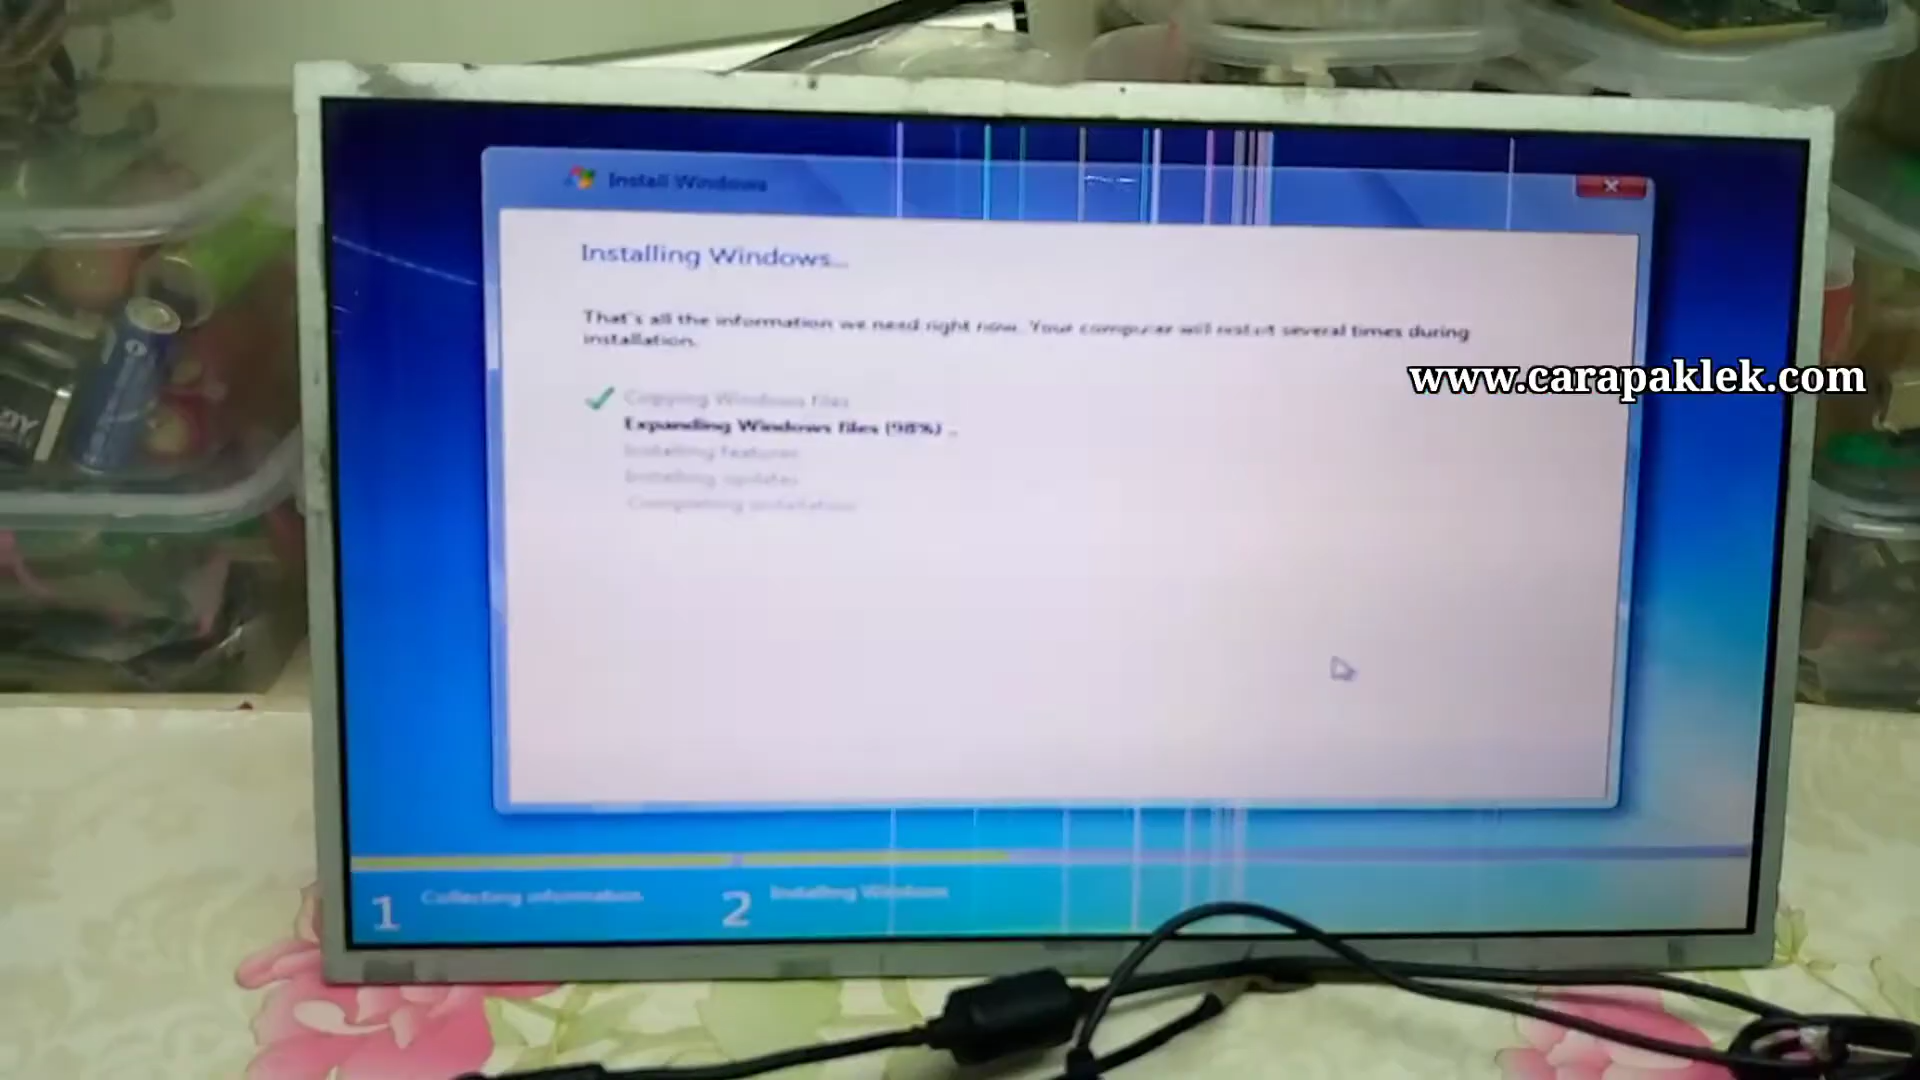 Install Windows
Installing Windows...
That's all the information we need right now. Your computer will restart several times during
installation.
www.carapaklek.com
Copying Windows files
Expanding Windows files (98%) ..
Installing features
Installing updates
Completing installation
1 Collecting information
2 Installing Windows